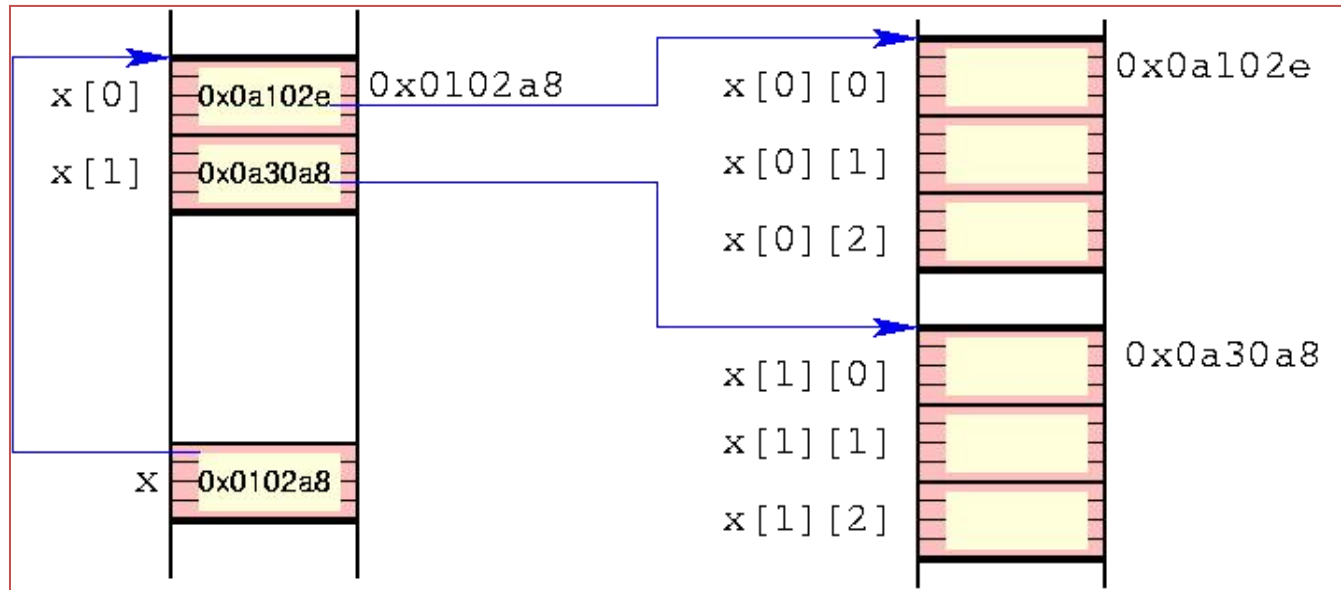 x[0] 0x0a102e 0x0102a8
x[1] 0x0a30a8
x 0x0102a8
x[0][0] 0x0a102e
x[0][1]
x[0][2]
x[1][0] 0x0a30a8
x[1][1]
x[1][2]